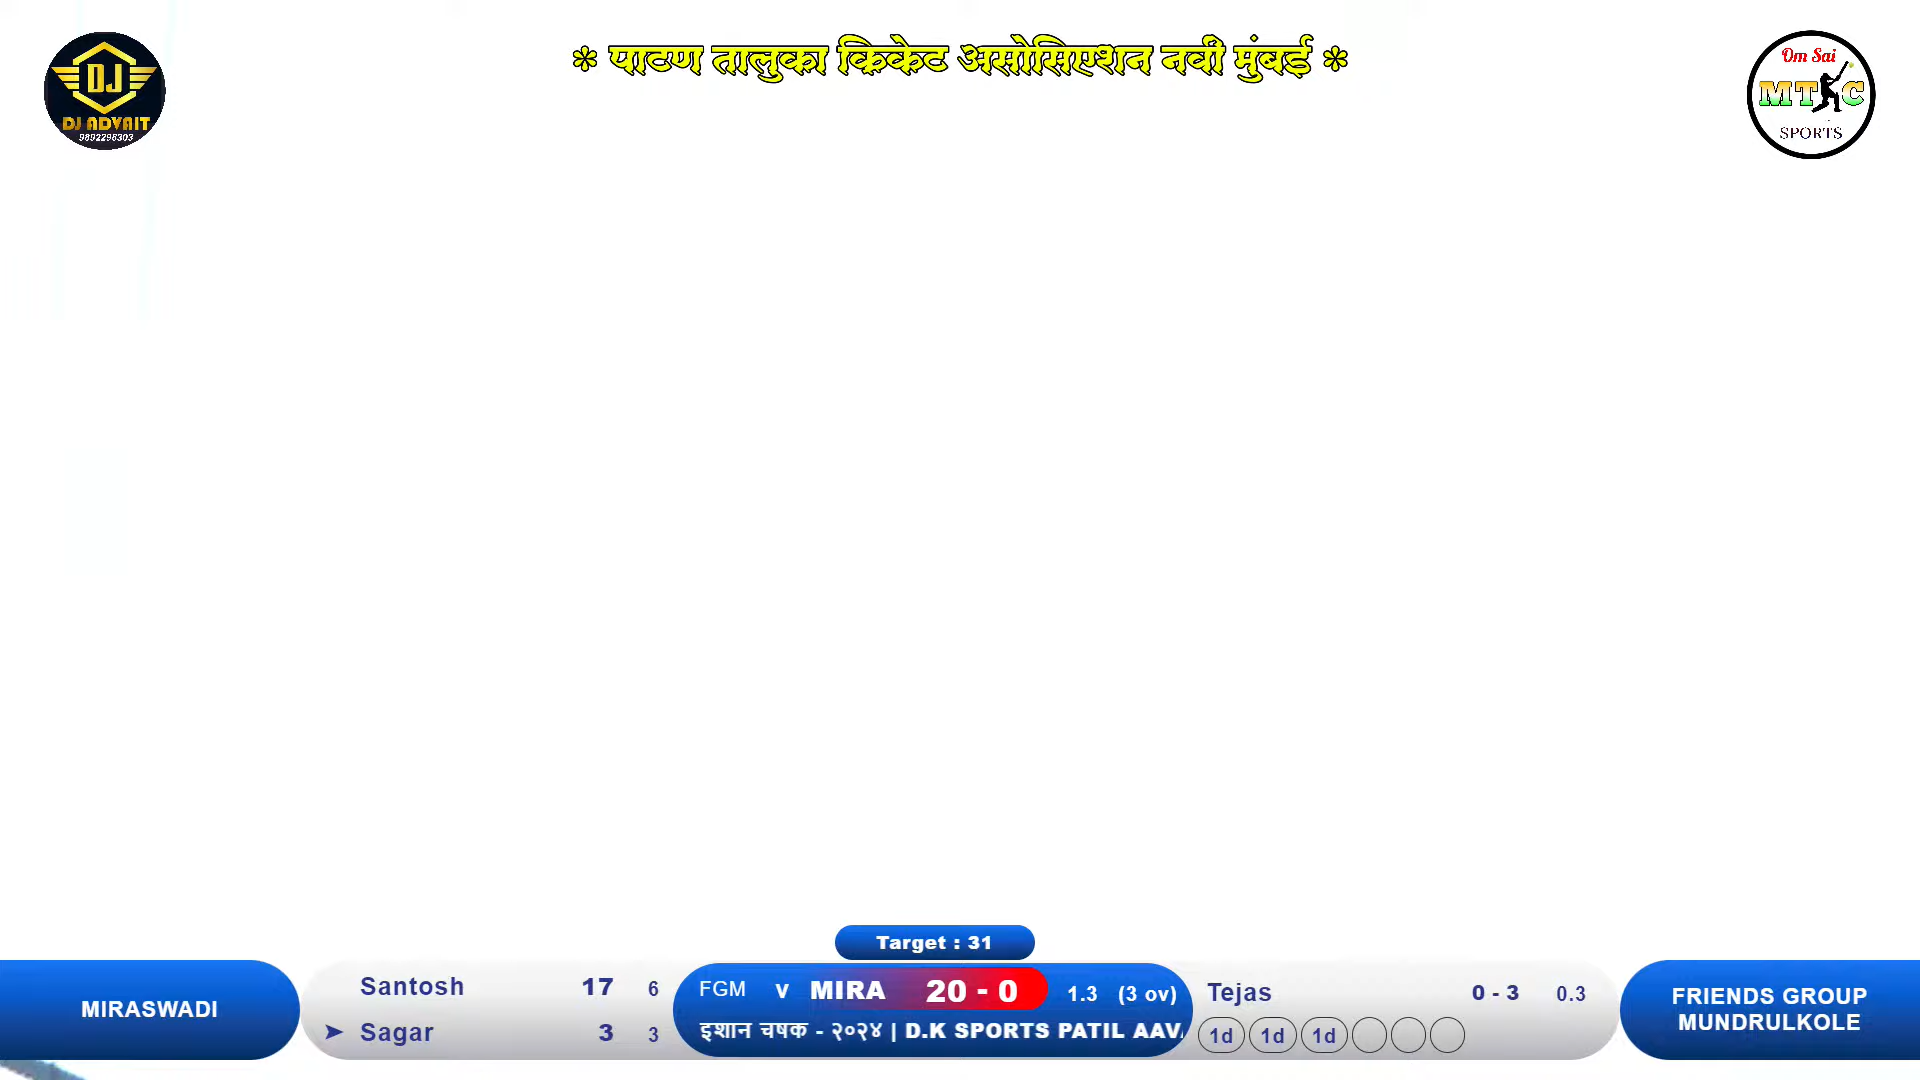 * पाटण तालुका क्रिकेट असोसिएशन नवी मुंबई *
DJ
DJ ADVAIT
9892298303
Om Sai
MT C
SPORTS
Target : 31
MIRASWADI
Santosh 17 6
➤ Sagar 3 3
FGM v MIRA 20 - 0 1.3 (3 ov)
इशान चषक - २०२४ | D.K SPORTS PATIL
Tejas 0 - 3 0.3
1d 1d 1d
FRIENDS GROUP
MUNDRULKOLE